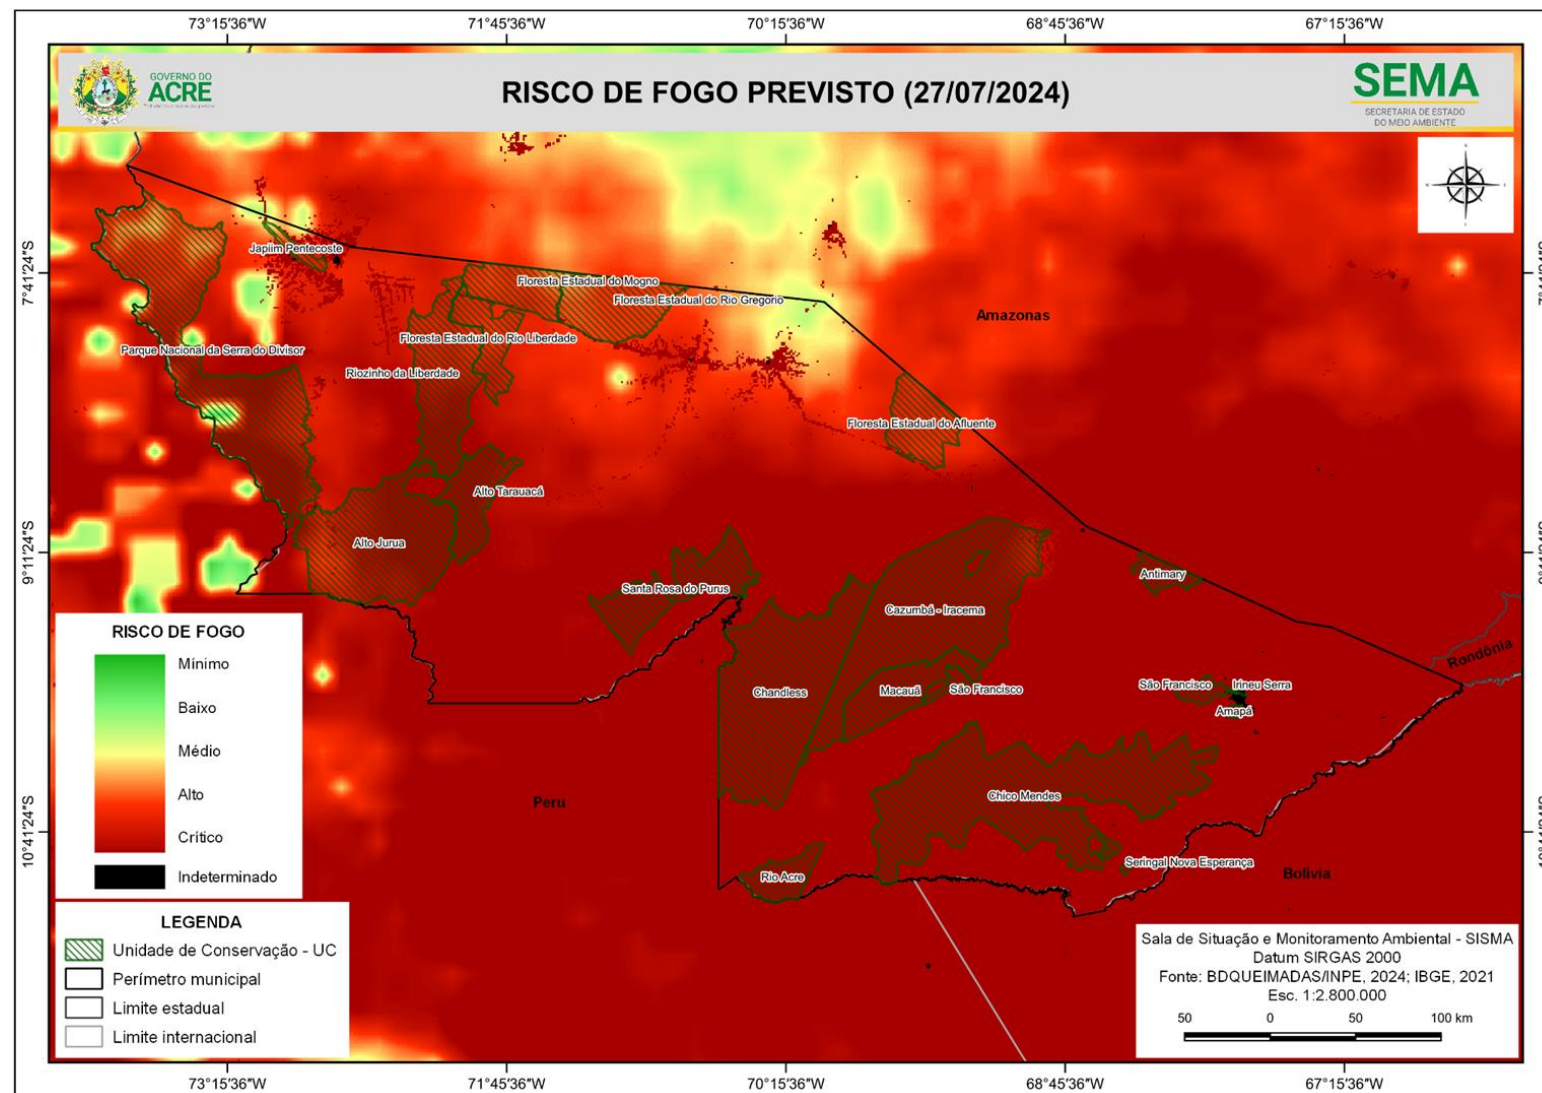 73°15'36"W
71°45'36"W
70°15'36"W
68°45'36"W
67°15'36"W
GOVERNO DO
ACRE
RISCO DE FOGO PREVISTO (27/07/2024)
SEMA
SECRETARIA DE ESTADO
DO MEIO AMBIENTE
7°41'24"S
9°11'24"S
10°41'24"S
Japiim Pentecoste
Floresta Estadual do Mogno
Floresta Estadual do Rio Gregorio
Amazonas
Floresta Estadual do Rio Liberdade
Parque Nacional da Serra do Divisor
Riozinho da Liberdade
Floresta Estadual do Afluente
Alto Tarauacá
Alto Jurua
Antimary
Santa Rosa do Purus
Cazumbá - Iracema
Rondônia
Chandless
Macauã
São Francisco
São Francisco
Irineu Serra
Amapá
Peru
Chico Mendes
Seringal Nova Esperança
Rio Acre
Bolívia
RISCO DE FOGO
Mínimo
Baixo
Médio
Alto
Crítico
Indeterminado
LEGENDA
Unidade de Conservação - UC
Perímetro municipal
Limite estadual
Limite internacional
Sala de Situação e Monitoramento Ambiental - SISMA
Datum SIRGAS 2000
Fonte: BDQUEIMADAS/INPE, 2024; IBGE, 2021
Esc. 1:2.800.000
50 0 50 100 km
73°15'36"W
71°45'36"W
70°15'36"W
68°45'36"W
67°15'36"W